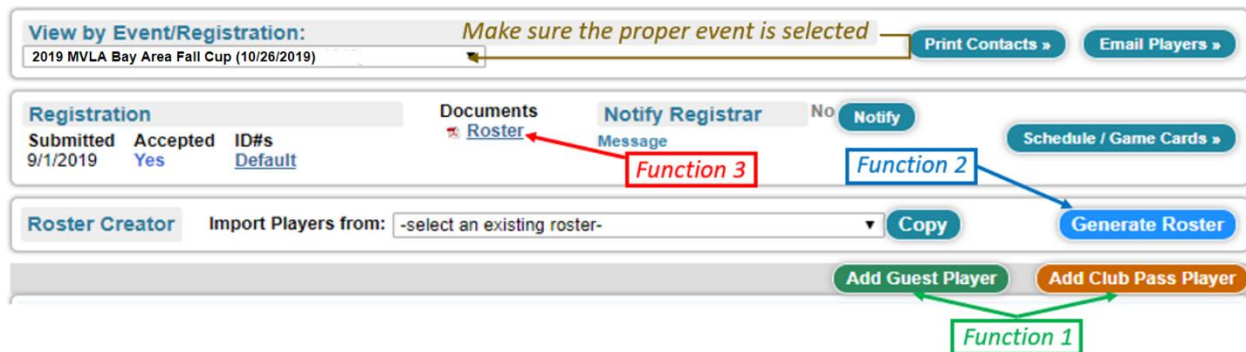 View by Event/Registration: Make sure the proper event is selected
2019 MVLA Bay Area Fall Cup (10/26/2019) Print Contacts » Email Players »
Registration Documents Notify Registrar No Notify
Submitted Accepted ID#s Roster Message Schedule / Game Cards »
9/1/2019 Yes Default
Function 3 Function 2
Roster Creator Import Players from: -select an existing roster- Copy Generate Roster
Add Guest Player Add Club Pass Player
Function 1